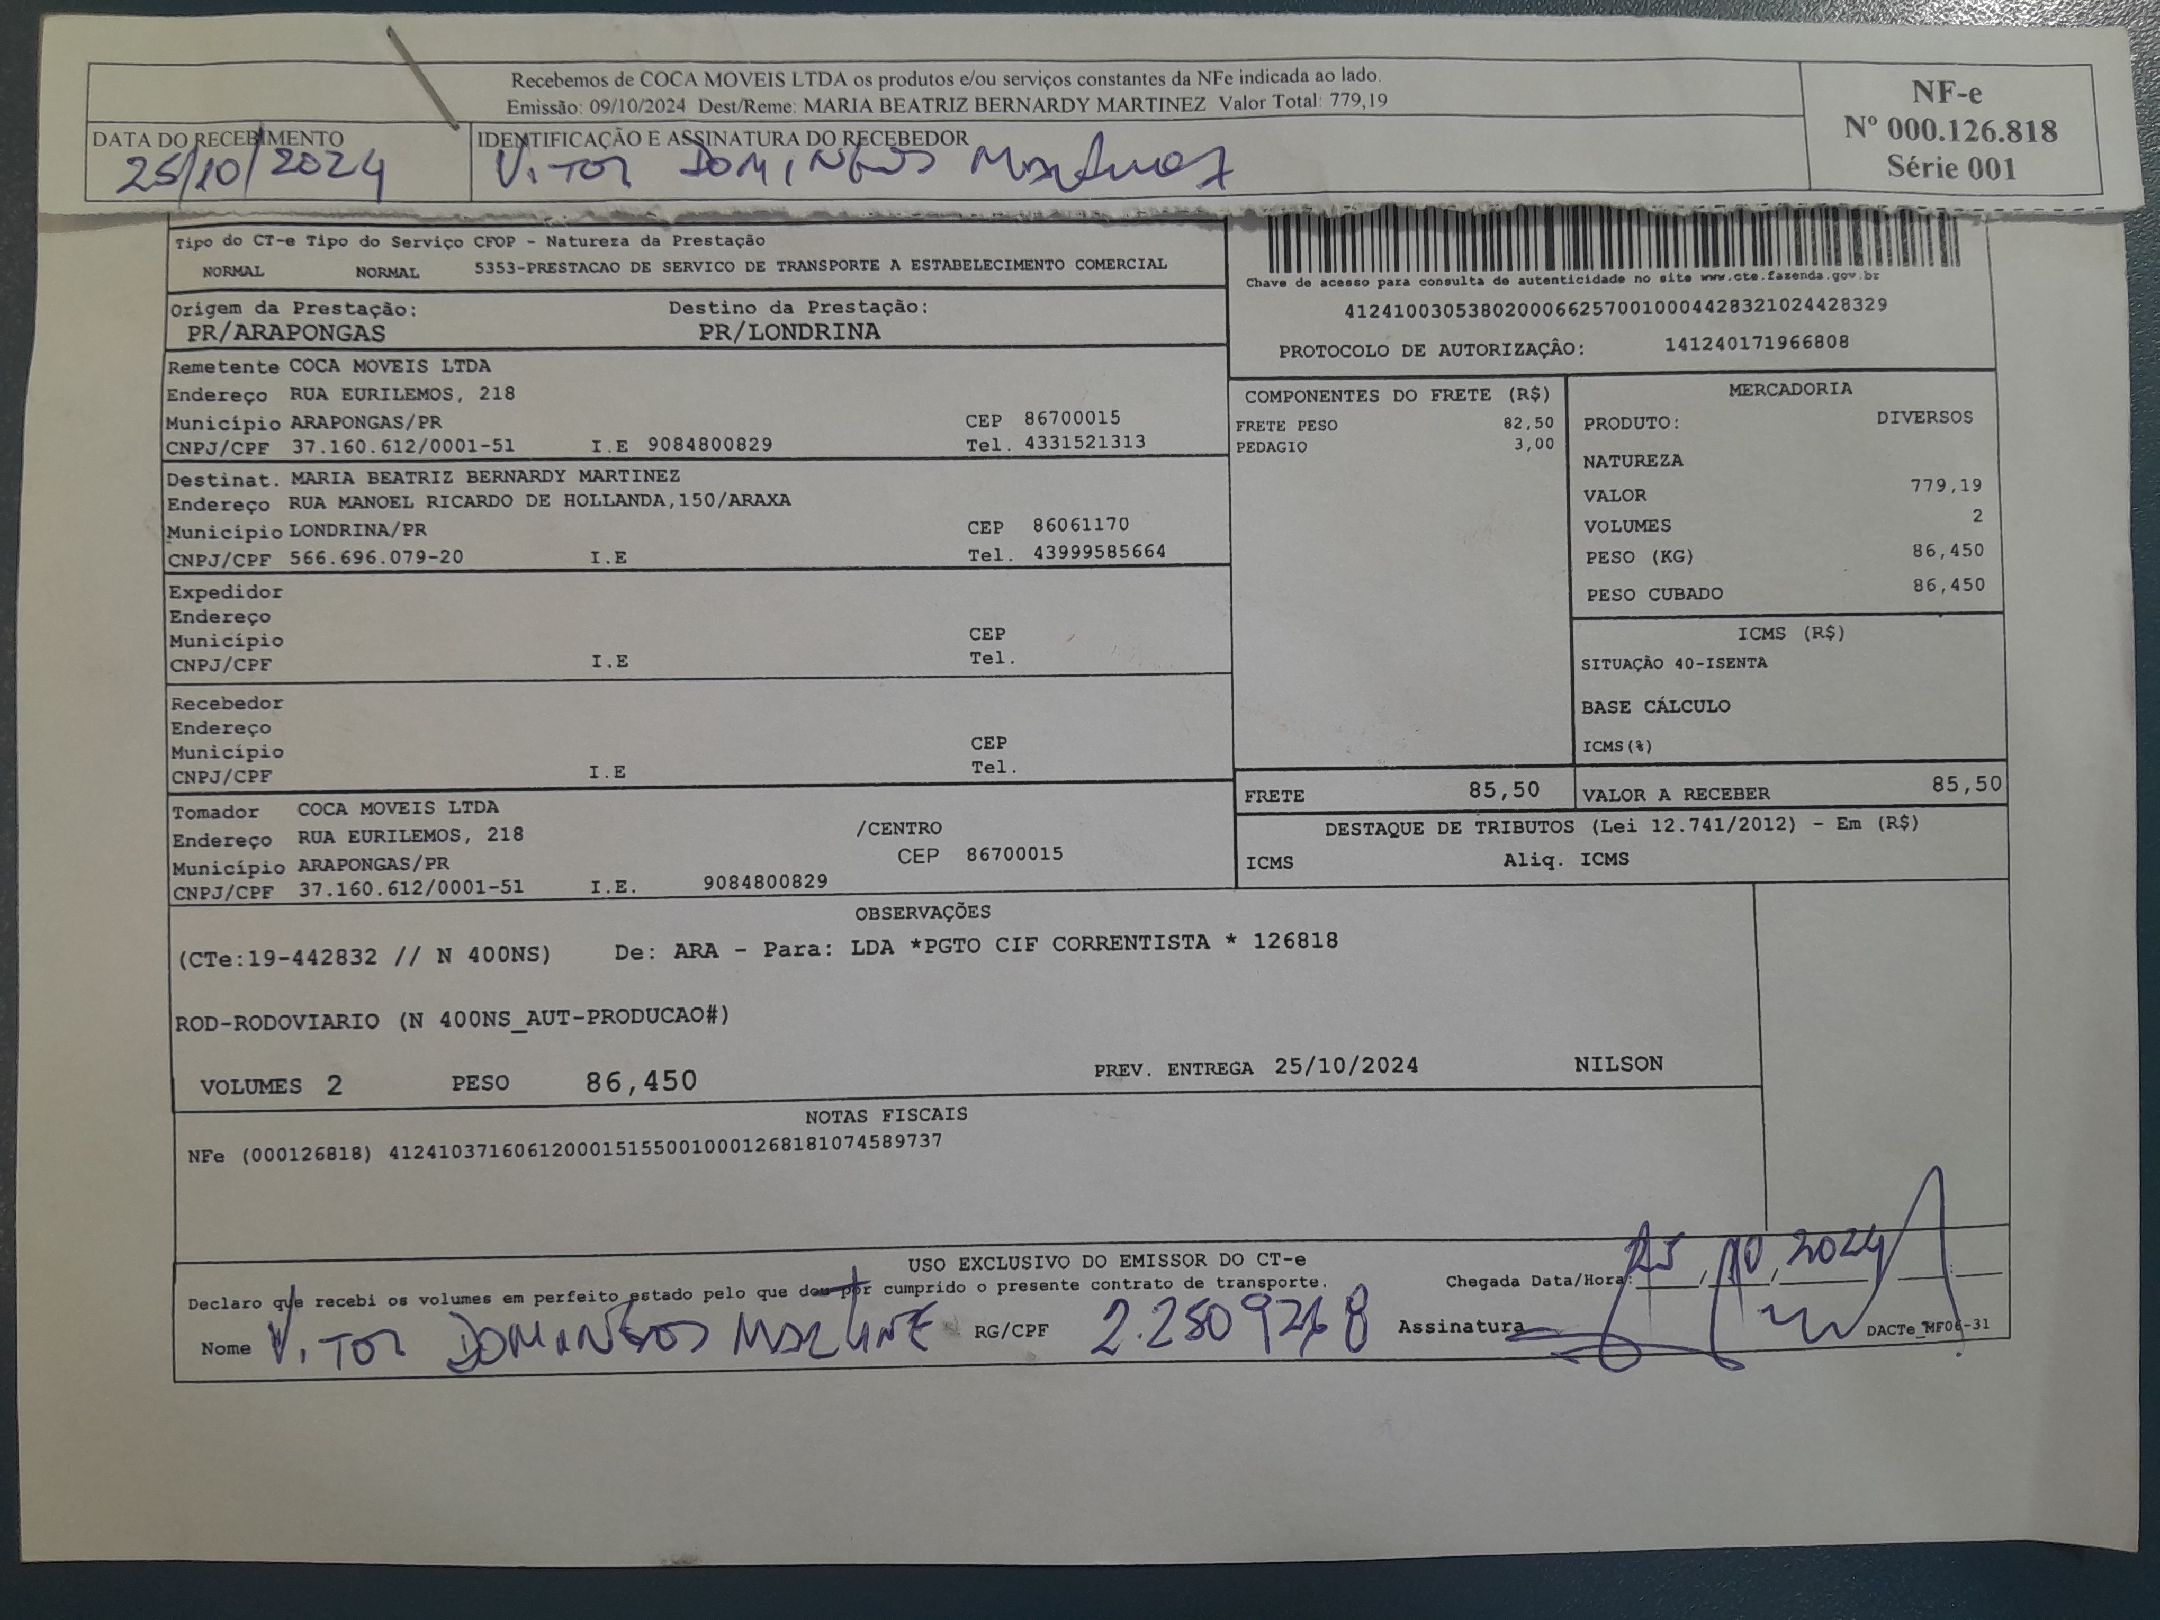 Recebemos de COCA MOVEIS LTDA os produtos e/ou serviços constantes da NFe indicada ao lado.
Emissão: 09/10/2024 Dest/Reme: MARIA BEATRIZ BERNARDY MARTINEZ Valor Total: 779,19
NF-e
Nº 000.126.818
Série 001
DATA DO RECEBIMENTO
25/10/2024
IDENTIFICAÇÃO E ASSINATURA DO RECEBEDOR
VITOR DOMINGOS
Tipo do CT-e Tipo do Serviço CFOP - Natureza da Prestação
NORMAL NORMAL 5353-PRESTACAO DE SERVICO DE TRANSPORTE A ESTABELECIMENTO COMERCIAL
Origem da Prestação: Destino da Prestação:
PR/ARAPONGAS PR/LONDRINA
Chave de acesso para consulta de autenticidade no site www.cte.fazenda.gov.br
41241003053802000662570010004428321024428329
PROTOCOLO DE AUTORIZAÇÂO: 141240171966808
Remetente COCA MOVEIS LTDA
Endereço RUA EURILEMOS, 218
Município ARAPONGAS/PR CEP 86700015
CNPJ/CPF 37.160.612/0001-51 I.E 9084800829 Tel. 4331521313
Destinat. MARIA BEATRIZ BERNARDY MARTINEZ
Endereço RUA MANOEL RICARDO DE HOLLANDA,150/ARAXA
Município LONDRINA/PR CEP 86061170
CNPJ/CPF 566.696.079-20 I.E Tel. 43999585664
Expedidor
Endereço
Município CEP
CNPJ/CPF I.E Tel.
Recebedor
Endereço
Município CEP
CNPJ/CPF I.E Tel.
Tomador COCA MOVEIS LTDA
Endereço RUA EURILEMOS, 218 /CENTRO
Município ARAPONGAS/PR CEP 86700015
CNPJ/CPF 37.160.612/0001-51 I.E. 9084800829
COMPONENTES DO FRETE (R$)
FRETE PESO 82,50
PEDAGIO 3,00
MERCADORIA
PRODUTO: DIVERSOS
NATUREZA
VALOR 779,19
VOLUMES 2
PESO (KG) 86,450
PESO CUBADO 86,450
ICMS (R$)
SITUAÇÃO 40-ISENTA
BASE CÁLCULO
ICMS(%)
FRETE 85,50 VALOR A RECEBER 85,50
DESTAQUE DE TRIBUTOS (Lei 12.741/2012) - Em (R$)
ICMS Aliq. ICMS
OBSERVAÇÕES
(CTe:19-442832 // N 400NS) De: ARA - Para: LDA *PGTO CIF CORRENTISTA * 126818
ROD-RODOVIARIO (N 400NS_AUT-PRODUCAO#)
VOLUMES 2 PESO 86,450 PREV. ENTREGA 25/10/2024 NILSON
NOTAS FISCAIS
NFe (000126818) 41241037160612000151550010001268181074589737
USO EXCLUSIVO DO EMISSOR DO CT-e
Declaro que recebi os volumes em perfeito estado pelo que dou por cumprido o presente contrato de transporte.
Chegada Data/Hora: 25/10/2024
Nome VITOR DOMINGOS RG/CPF Assinatura
DACTe_MF06-31